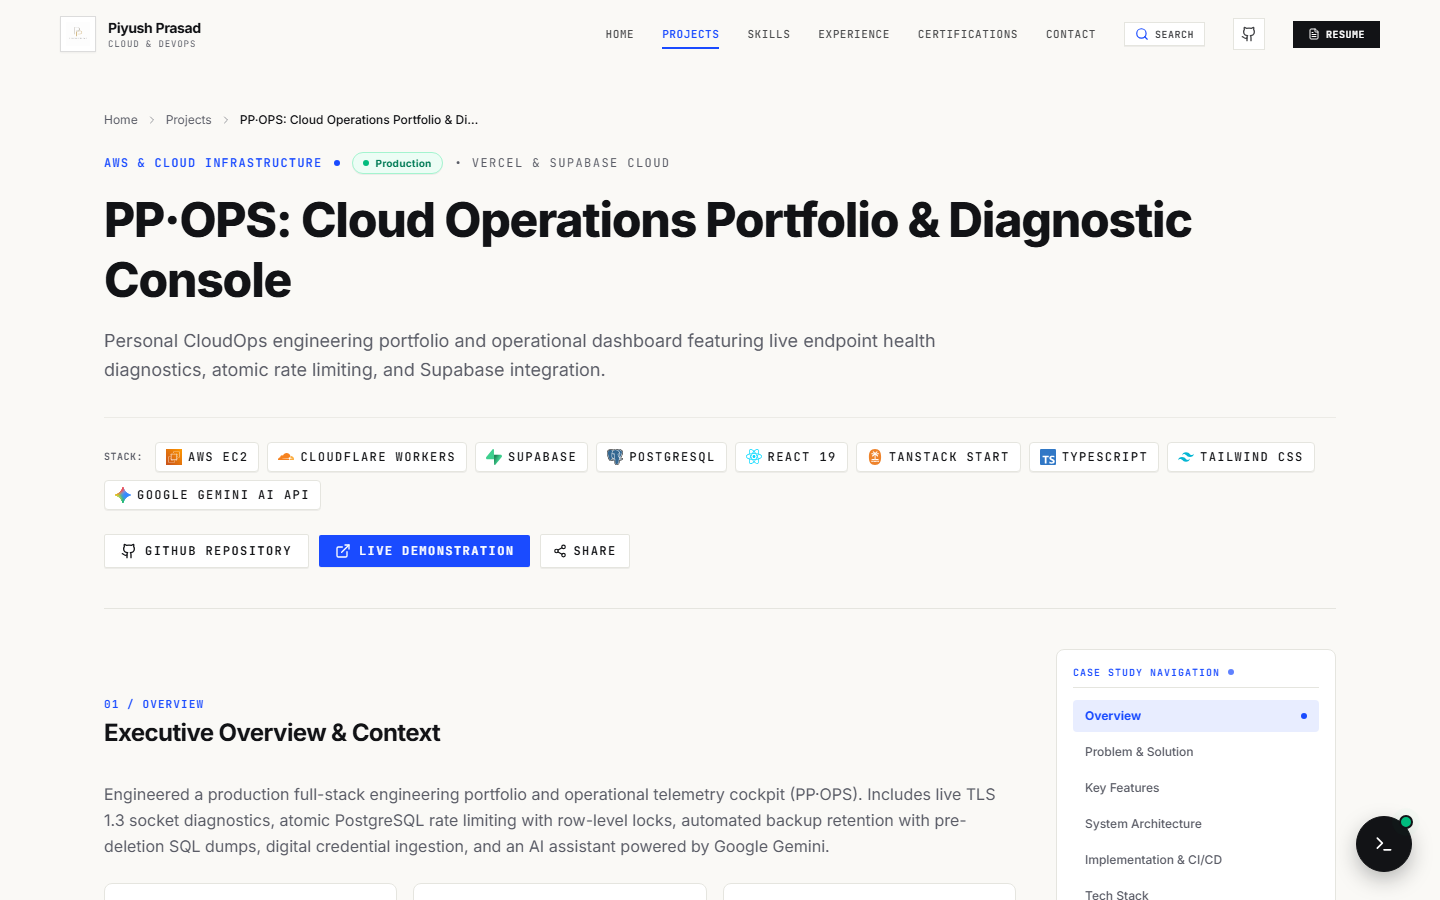 Piyush Prasad
CLOUD & DEVOPS
HOME
PROJECTS
SKILLS
EXPERIENCE
CERTIFICATIONS
CONTACT
SEARCH
RESUME
Home
Projects
PP·OPS: Cloud Operations Portfolio & Di...
AWS & CLOUD INFRASTRUCTURE
Production
• VERCEL & SUPABASE CLOUD
PP·OPS: Cloud Operations Portfolio & Diagnostic
Console
Personal CloudOps engineering portfolio and operational dashboard featuring live endpoint health
diagnostics, atomic rate limiting, and Supabase integration.
STACK:
AWS EC2
CLOUDFLARE WORKERS
SUPABASE
POSTGRESQL
REACT 19
TANSTACK START
TYPESCRIPT
TAILWIND CSS
GOOGLE GEMINI AI API
GITHUB REPOSITORY
LIVE DEMONSTRATION
SHARE
01 / OVERVIEW
Executive Overview & Context
Engineered a production full-stack engineering portfolio and operational telemetry cockpit (PP·OPS). Includes live TLS
1.3 socket diagnostics, atomic PostgreSQL rate limiting with row-level locks, automated backup retention with pre-
deletion SQL dumps, digital credential ingestion, and an AI assistant powered by Google Gemini.
CASE STUDY NAVIGATION
Overview
Problem & Solution
Key Features
System Architecture
Implementation & CI/CD
Tech Stack